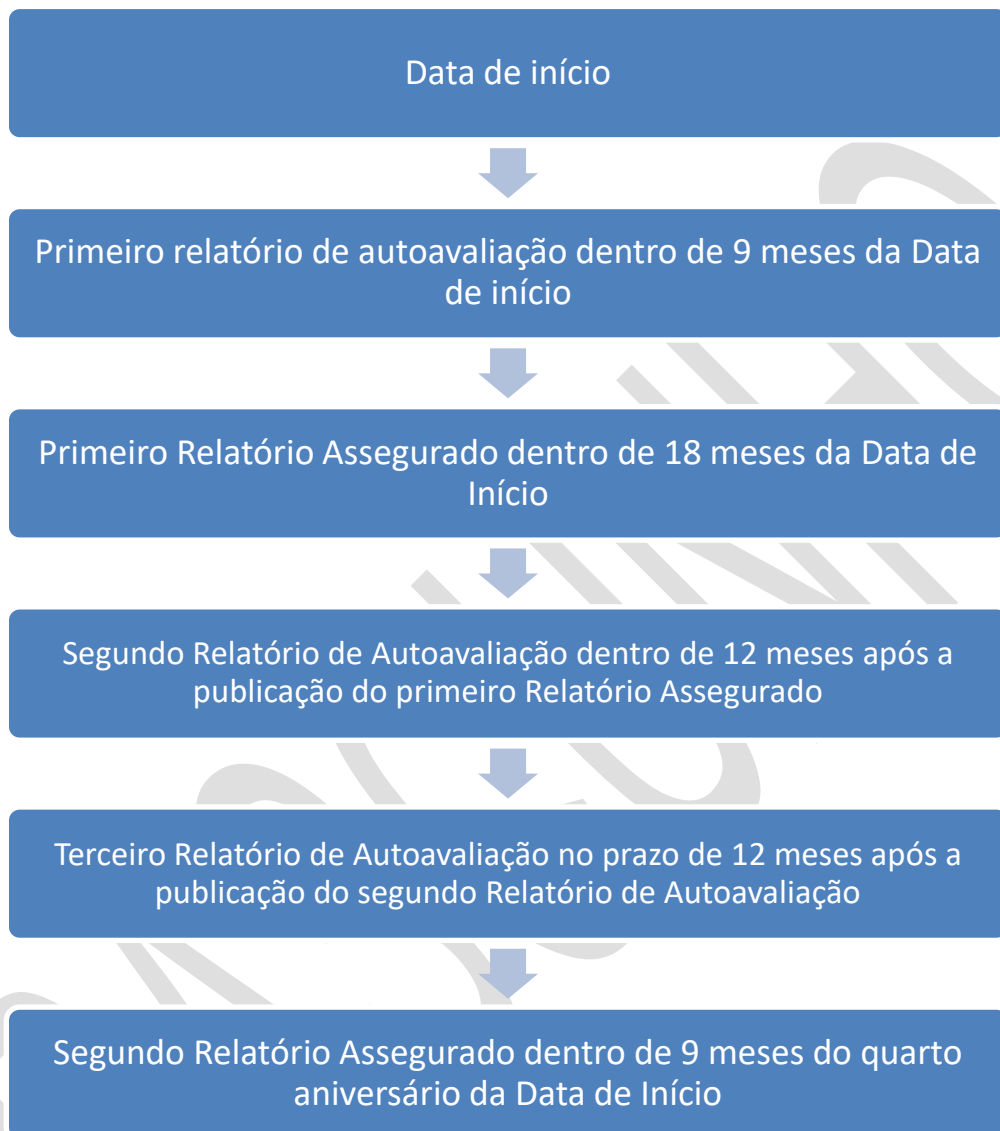 Data de início
Primeiro relatório de autoavaliação dentro de 9 meses da Data
de início
Primeiro Relatório Assegurado dentro de 18 meses da Data de
Início
Segundo Relatório de Autoavaliação dentro de 12 meses após a
publicação do primeiro Relatório Assegurado
Terceiro Relatório de Autoavaliação no prazo de 12 meses após a
publicação do segundo Relatório de Autoavaliação
Segundo Relatório Assegurado dentro de 9 meses do quarto
aniversário da Data de Início